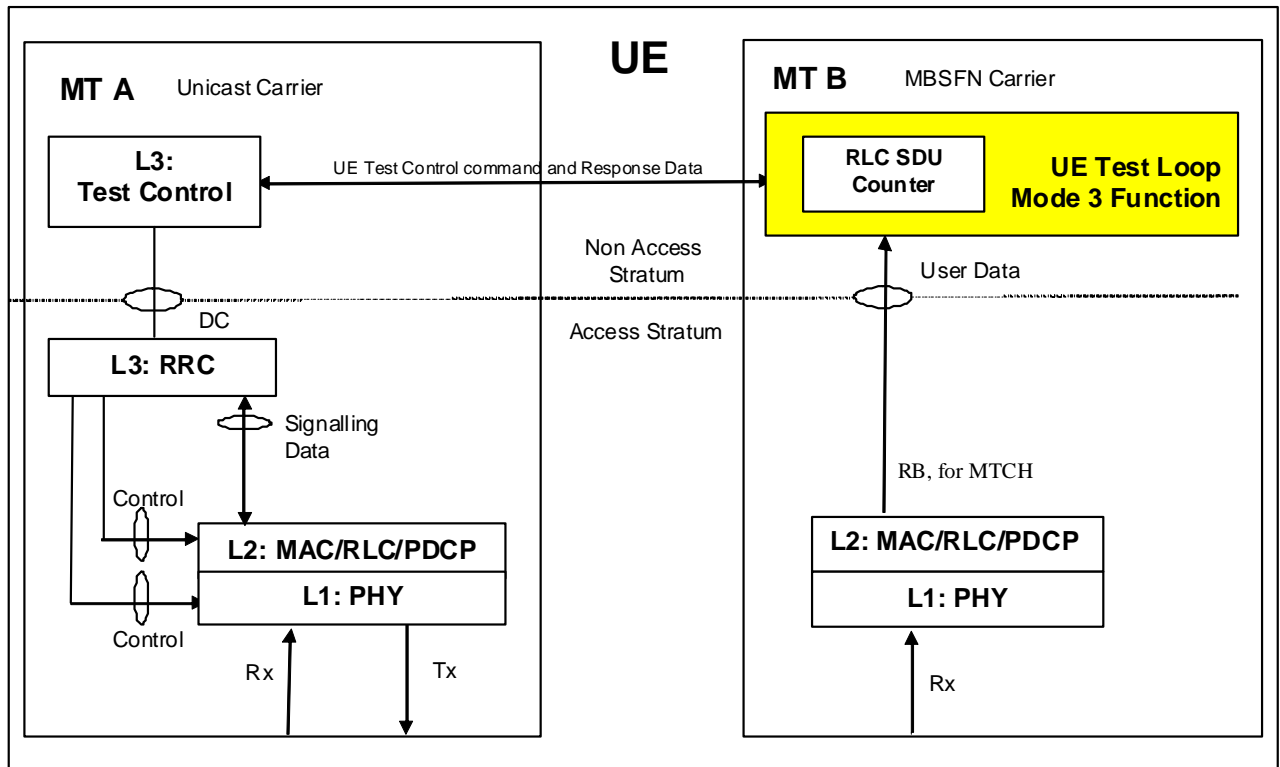 UE
MT A
Unicast Carrier
L3:
Test Control
UE Test Control command and Response Data
MT B
MBSFN Carrier
RLC SDU
Counter
UE Test Loop
Mode 3 Function
Non Access
Stratum
User Data
DC
Access Stratum
L3: RRC
Signalling
Data
Control
L2: MAC/RLC/PDCP
L1: PHY
Control
Rx
Tx
RB, for MTCH
L2: MAC/RLC/PDCP
L1: PHY
Rx